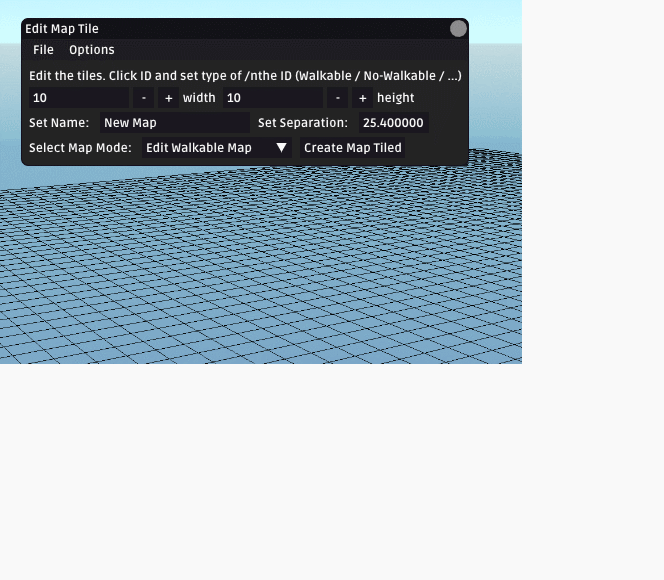 Edit Map Tile
File Options
Edit the tiles. Click ID and set type of /nthe ID (Walkable / No-Walkable / ...)
10 - + width 10 - + height
Set Name: New Map Set Separation: 25.400000
Select Map Mode: Edit Walkable Map Create Map Tiled